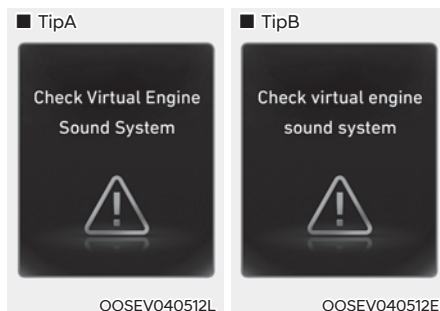 ■ TipA
Check Virtual Engine
Sound System
OOSEV040512L
■ TipB
Check virtual engine
sound system
OOSEV040512E